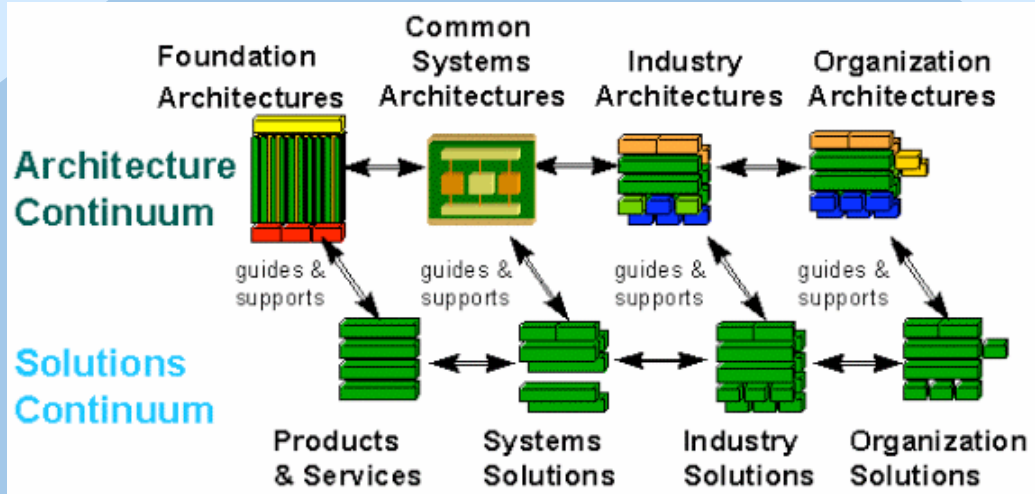 Foundation
Architectures
Common
Systems
Architectures
Industry
Architectures
Organization
Architectures
Architecture
Continuum
guides &
supports
guides &
supports
guides &
supports
guides &
supports
Solutions
Continuum
Products
& Services
Systems
Solutions
Industry
Solutions
Organization
Solutions